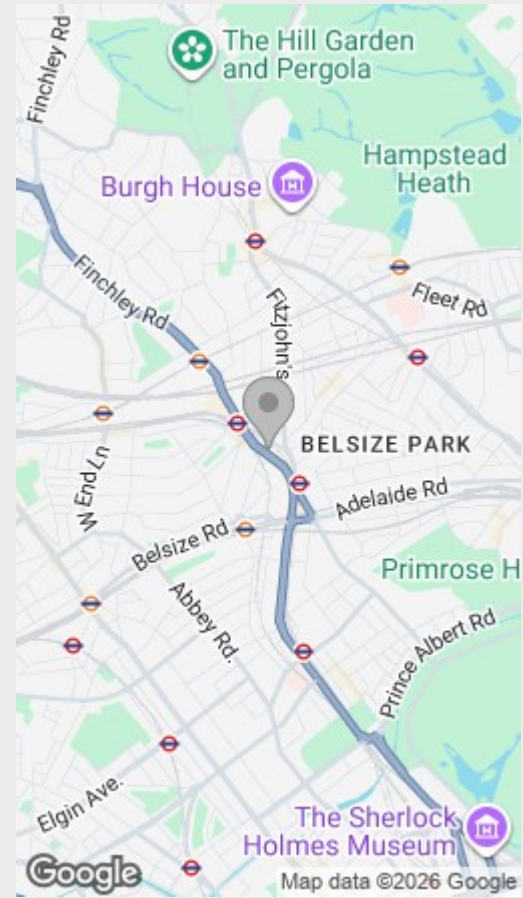 Finchley Rd
The Hill Garden
and Pergola
Hampstead
Heath
Burgh House
Fitzjohn's
Fleet Rd
Finchley Rd
W End Ln
BELSIZE PARK
Adelaide Rd
Belsize Rd
Primrose H
Abbey Rd.
Prince Albert Rd
Elgin Ave.
The Sherlock
Holmes Museum
Google
Map data ©2026 Google